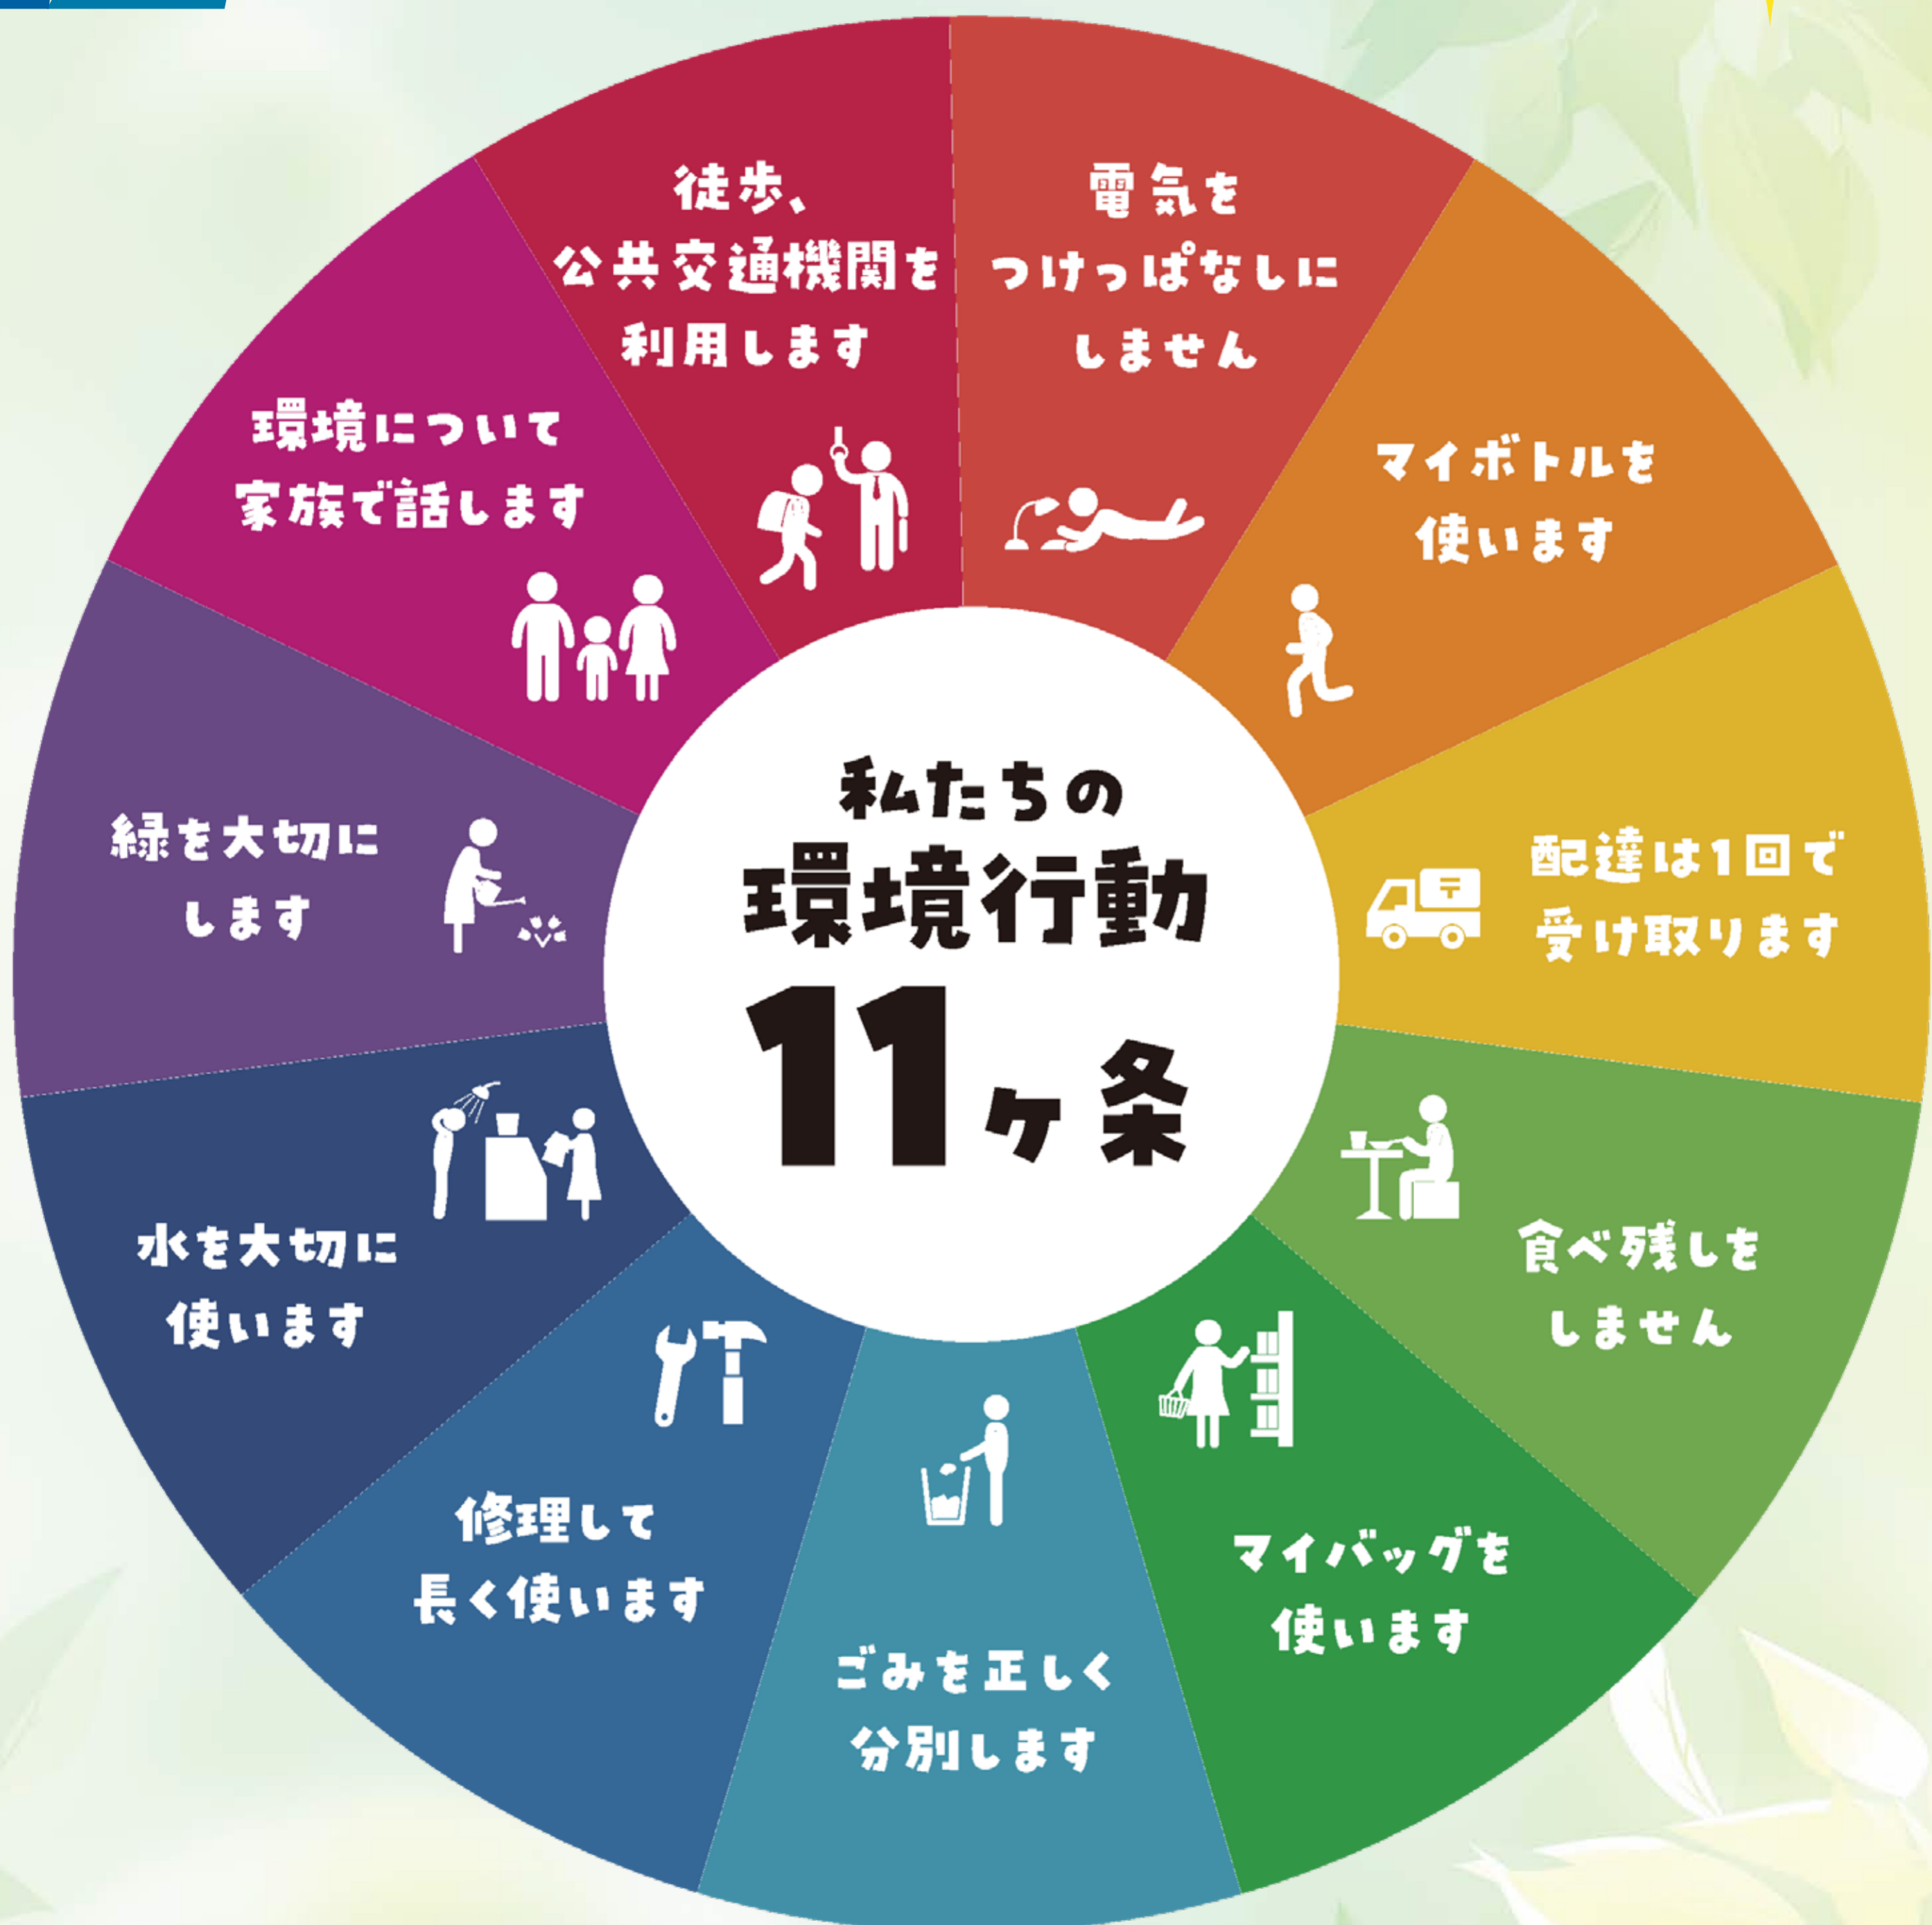 私たちの
環境行動
11ヶ条
電気を
つけっぱなしに
しません
マイボトルを
使います
配達は1回で
受け取ります
食べ残しを
しません
マイバッグを
使います
ごみを正しく
分別します
修理して
長く使います
水を大切に
使います
緑を大切に
します
環境について
家族で話します
徒歩、
公共交通機関を
利用します